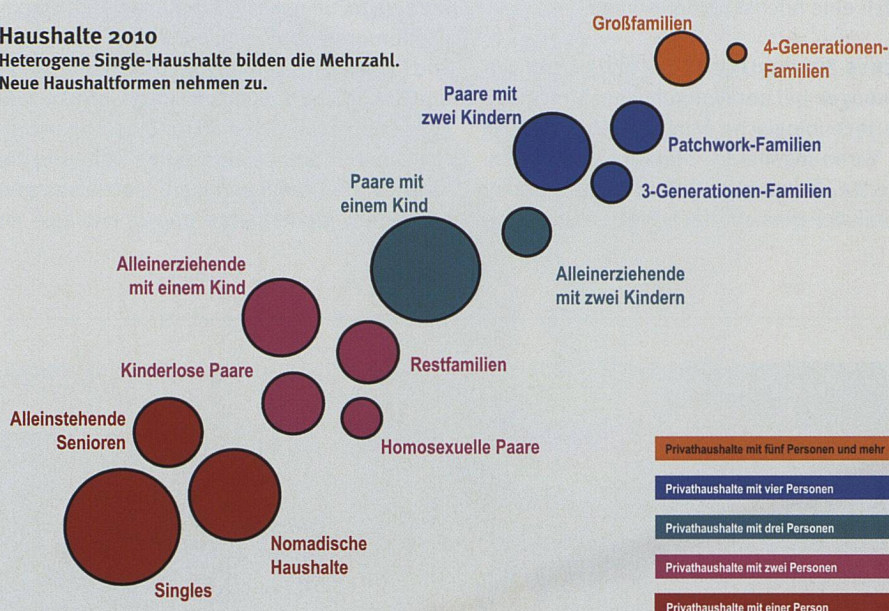 Haushalte 2010
Heterogene Single-Haushalte bilden die Mehrzahl.
Neue Haushaltformen nehmen zu.
Großfamilien
4-Generationen-
Familien
Paare mit
zwei Kindern
Patchwork-Familien
3-Generationen-Familien
Paare mit
einem Kind
Alleinerziehende
mit zwei Kindern
Alleinerziehende
mit einem Kind
Restfamilien
Kinderlose Paare
Homosexuelle Paare
Alleinstehende
Senioren
Nomadische
Haushalte
Singles
Privathaushalte mit fünf Personen und mehr
Privathaushalte mit vier Personen
Privathaushalte mit drei Personen
Privathaushalte mit zwei Personen
Privathaushalte mit einer Person